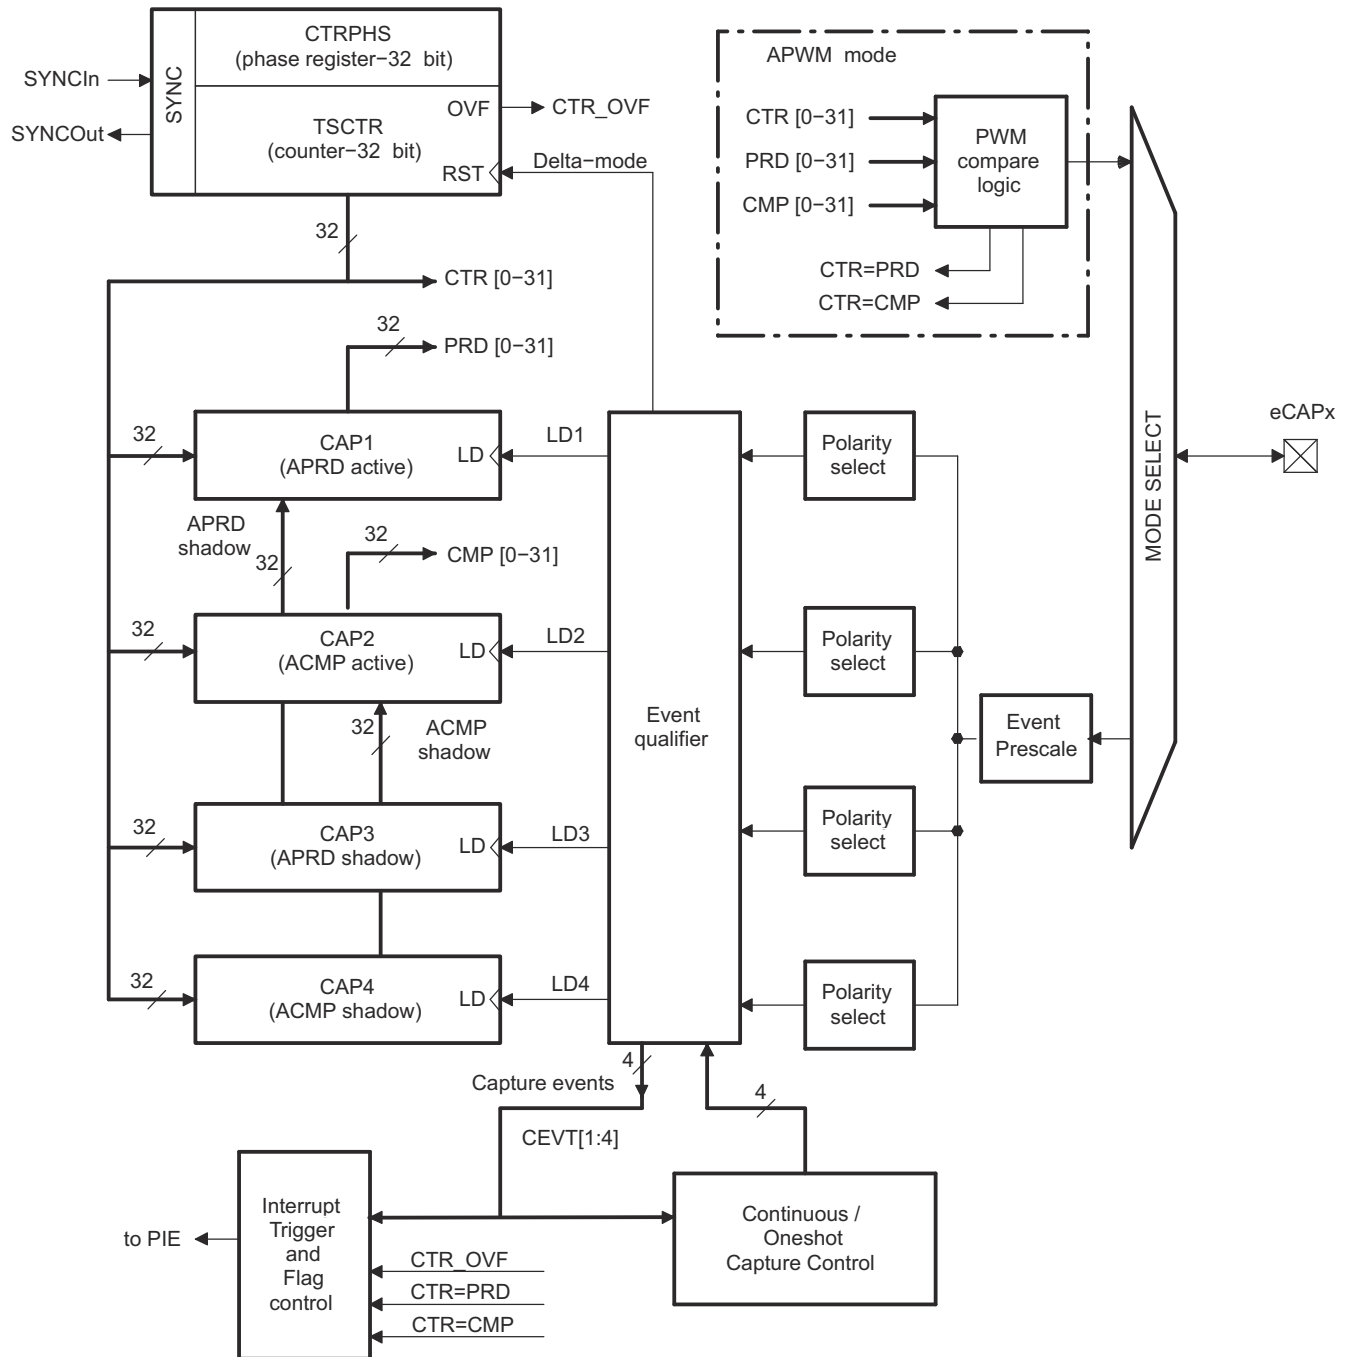 CTRPHS
(phase register−32 bit)
APWM mode
SYNCIn
SYNC
OVF
CTR_OVF
SYNCOut
TSCTR
(counter−32 bit)
RST
Delta−mode
CTR [0−31]
PRD [0−31]
CMP [0−31]
PWM
compare
logic
CTR=PRD
CTR=CMP
32
CTR [0−31]
32
PRD [0−31]
MODE SELECT
eCAPx
32
CAP1
(APRD active)
LD
LD1
Polarity
select
APRD
shadow
32
32
CMP [0−31]
32
CAP2
(ACMP active)
LD
LD2
Polarity
select
32
ACMP
shadow
Event
qualifier
Event
Prescale
32
CAP3
(APRD shadow)
LD
LD3
Polarity
select
32
CAP4
(ACMP shadow)
LD
LD4
Polarity
select
4
Capture events
4
CEVT[1:4]
to PIE
Interrupt
Trigger
and
Flag
control
Continuous /
Oneshot
Capture Control
CTR_OVF
CTR=PRD
CTR=CMP